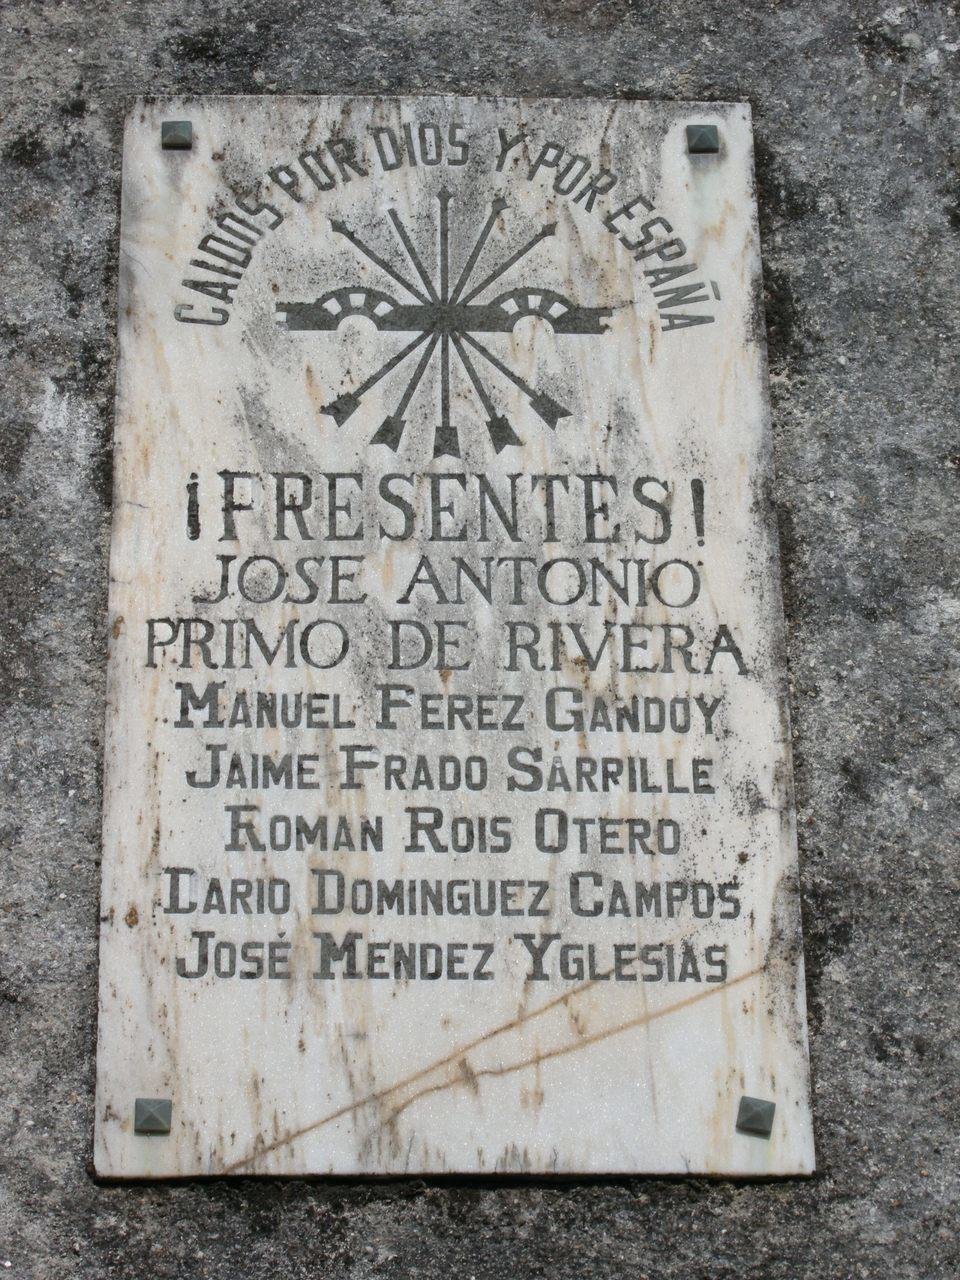 CAIDOS POR DIOS Y POR ESPAÑA
¡PRESENTES!
JOSE ANTONIO
PRIMO DE RIVERA
MANUEL FEREZ GANDOY
JAIME FRADO SARRILLE
ROMAN ROIS OTERO
DARIO DOMINGUEZ CAMPOS
JOSÉ MENDEZ YGLESIAS